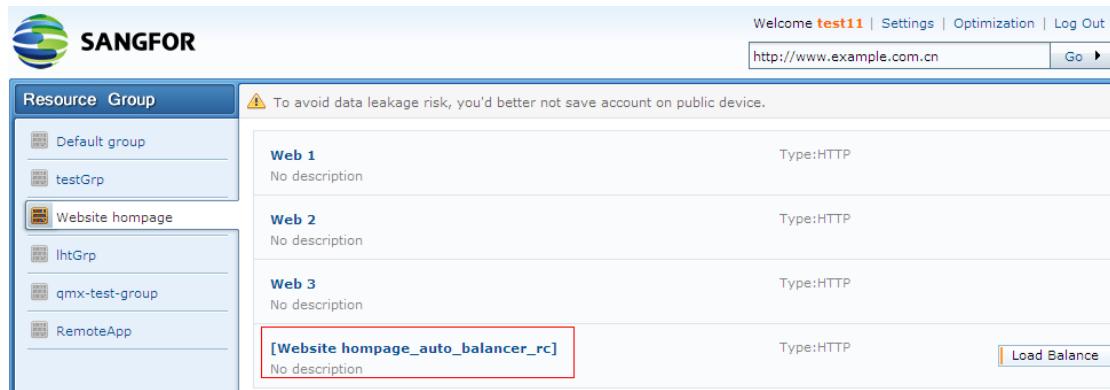 SANGFOR
Welcome test11 | Settings | Optimization | Log Out
http://www.example.com.cn
Go
Resource Group
To avoid data leakage risk, you'd better not save account on public device.
Default group
testGrp
Website hompage
lhtGrp
qmx-test-group
RemoteApp
Web 1
Type:HTTP
No description
Web 2
Type:HTTP
No description
Web 3
Type:HTTP
No description
[Website hompage_auto_balancer_rc]
Type:HTTP
No description
Load Balance